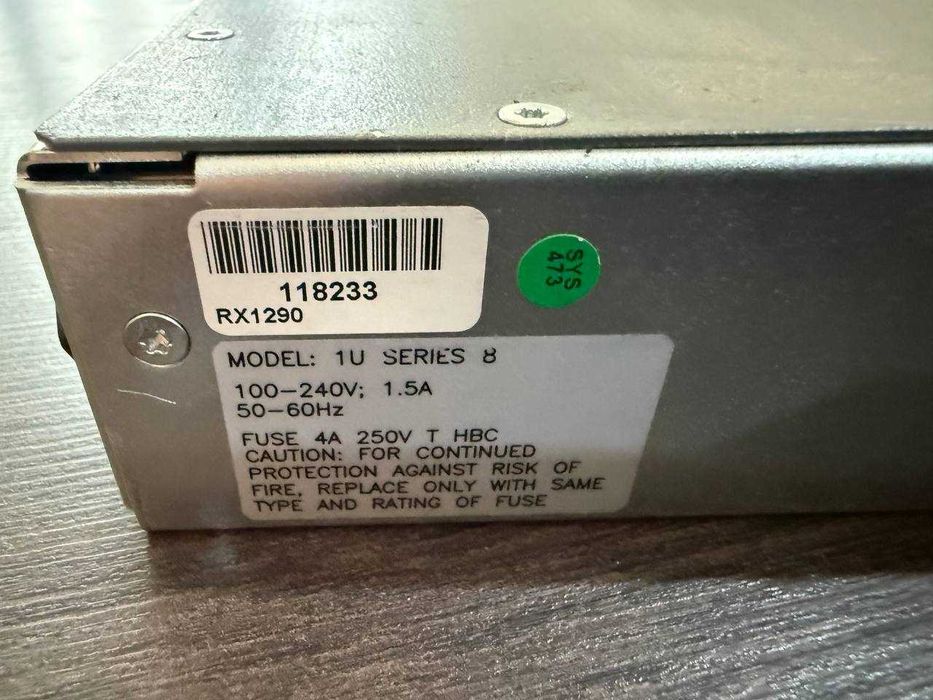 118233
RX1290
SYS
473
MODEL: 1U SERIES 8
100-240V; 1.5A
50-60Hz
FUSE 4A 250V T HBC
CAUTION: FOR CONTINUED
PROTECTION AGAINST RISK OF
FIRE, REPLACE ONLY WITH SAME
TYPE AND RATING OF FUSE